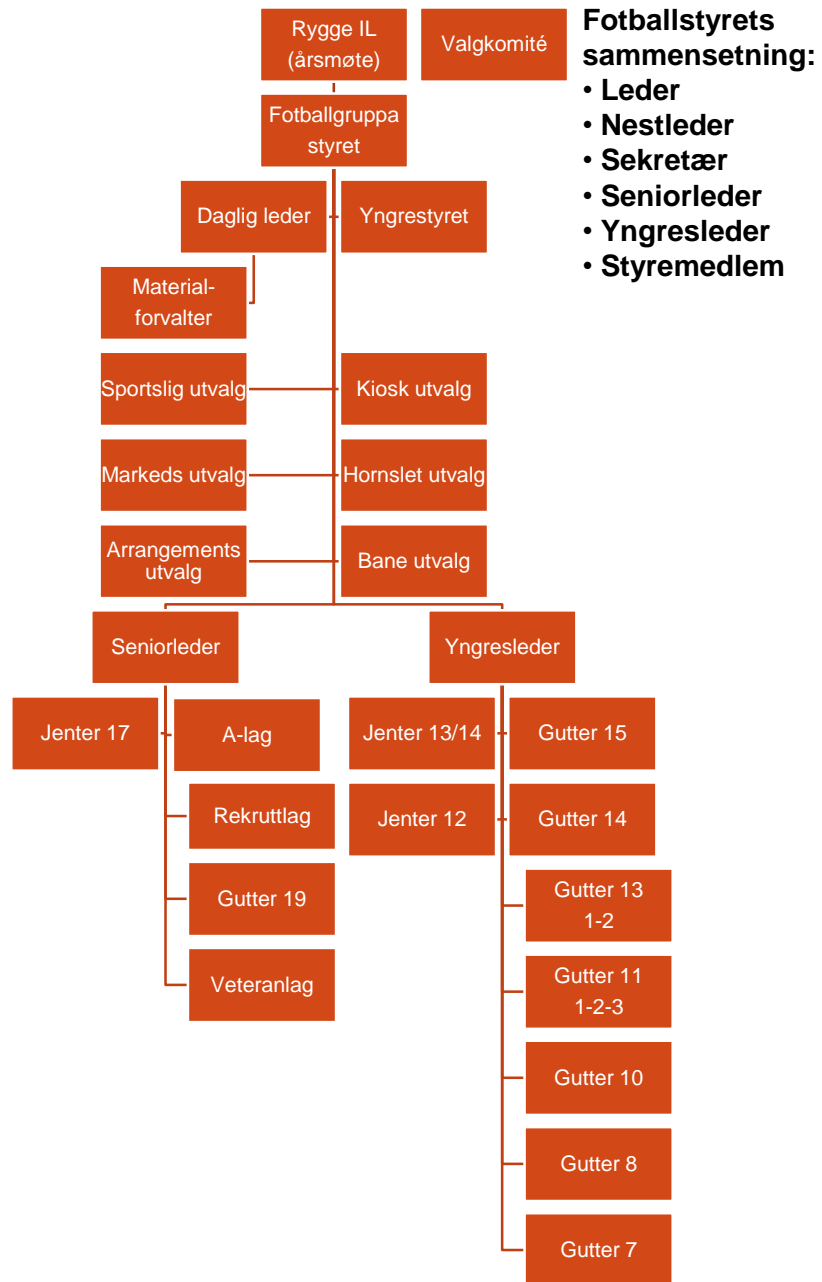 Rygge IL
(årsmøte)
Valgkomité
Fotballstyrets
sammensetning:
• Leder
• Nestleder
• Sekretær
• Seniorleder
• Yngresleder
• Styremedlem
Fotballgruppa
styret
Daglig leder
Yngrestyret
Material-
forvalter
Sportslig utvalg
Kiosk utvalg
Markeds utvalg
Hornslet utvalg
Arrangements
utvalg
Bane utvalg
Seniorleder
Yngresleder
Jenter 17
A-lag
Rekruttlag
Gutter 19
Veteranlag
Jenter 13/14
Gutter 15
Jenter 12
Gutter 14
Gutter 13
1-2
Gutter 11
1-2-3
Gutter 10
Gutter 8
Gutter 7